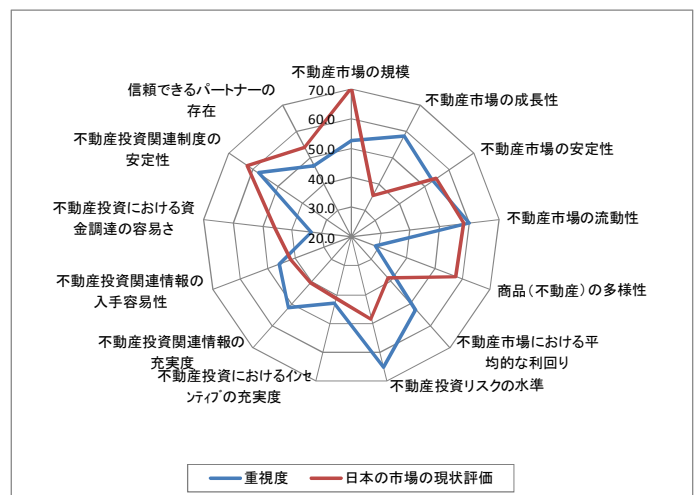 不動産市場の規模
70.0
60.0
50.0
40.0
30.0
20.0
不動産市場の成長性
不動産市場の安定性
不動産市場の流動性
商品(不動産)の多様性
不動産市場における平
均的な利回り
不動産投資リスクの水準
不動産投資におけるインセ
ンティブの充実度
不動産投資関連情報の
充実度
不動産投資関連情報の
入手容易性
不動産投資における資
金調達の容易さ
不動産投資関連制度の
安定性
信頼できるパートナーの
存在
重視度
日本の市場の現状評価